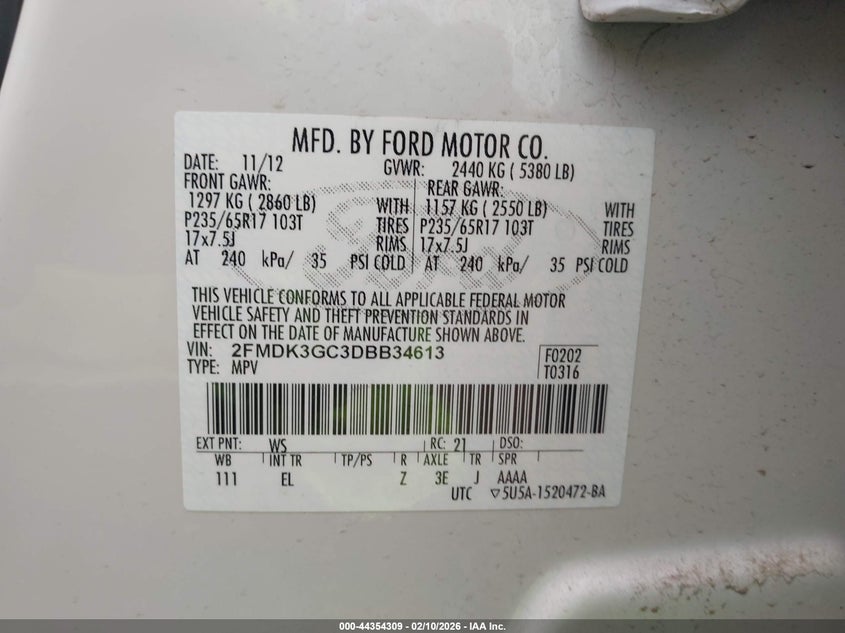 MFD. BY FORD MOTOR CO.
DATE: 11/12 GVWR: 2440 KG ( 5380 LB)
FRONT GAWR: REAR GAWR:
1297 KG ( 2860 LB) WITH 1157 KG ( 2550 LB) WITH
P235/65R17 103T TIRES P235/65R17 103T TIRES
17x7.5J RIMS 17x7.5J RIMS
AT 240 kPa/ 35 PSI COLD AT 240 kPa/ 35 PSI COLD
Ford
THIS VEHICLE CONFORMS TO ALL APPLICABLE FEDERAL MOTOR
VEHICLE SAFETY AND THEFT PREVENTION STANDARDS IN
EFFECT ON THE DATE OF MANUFACTURE SHOWN ABOVE.
VIN: 2FMDK3GC3DBB34613 F0202
TYPE: MPV T0316
EXT PNT: WS RC: 21 DSO:
WB INT TR TP/PS R AXLE TR SPR
111 EL Z 3E J AAAA
UTC ▽5U5A-1520472-BA
000-44354309 - 02/10/2026 - IAA Inc.